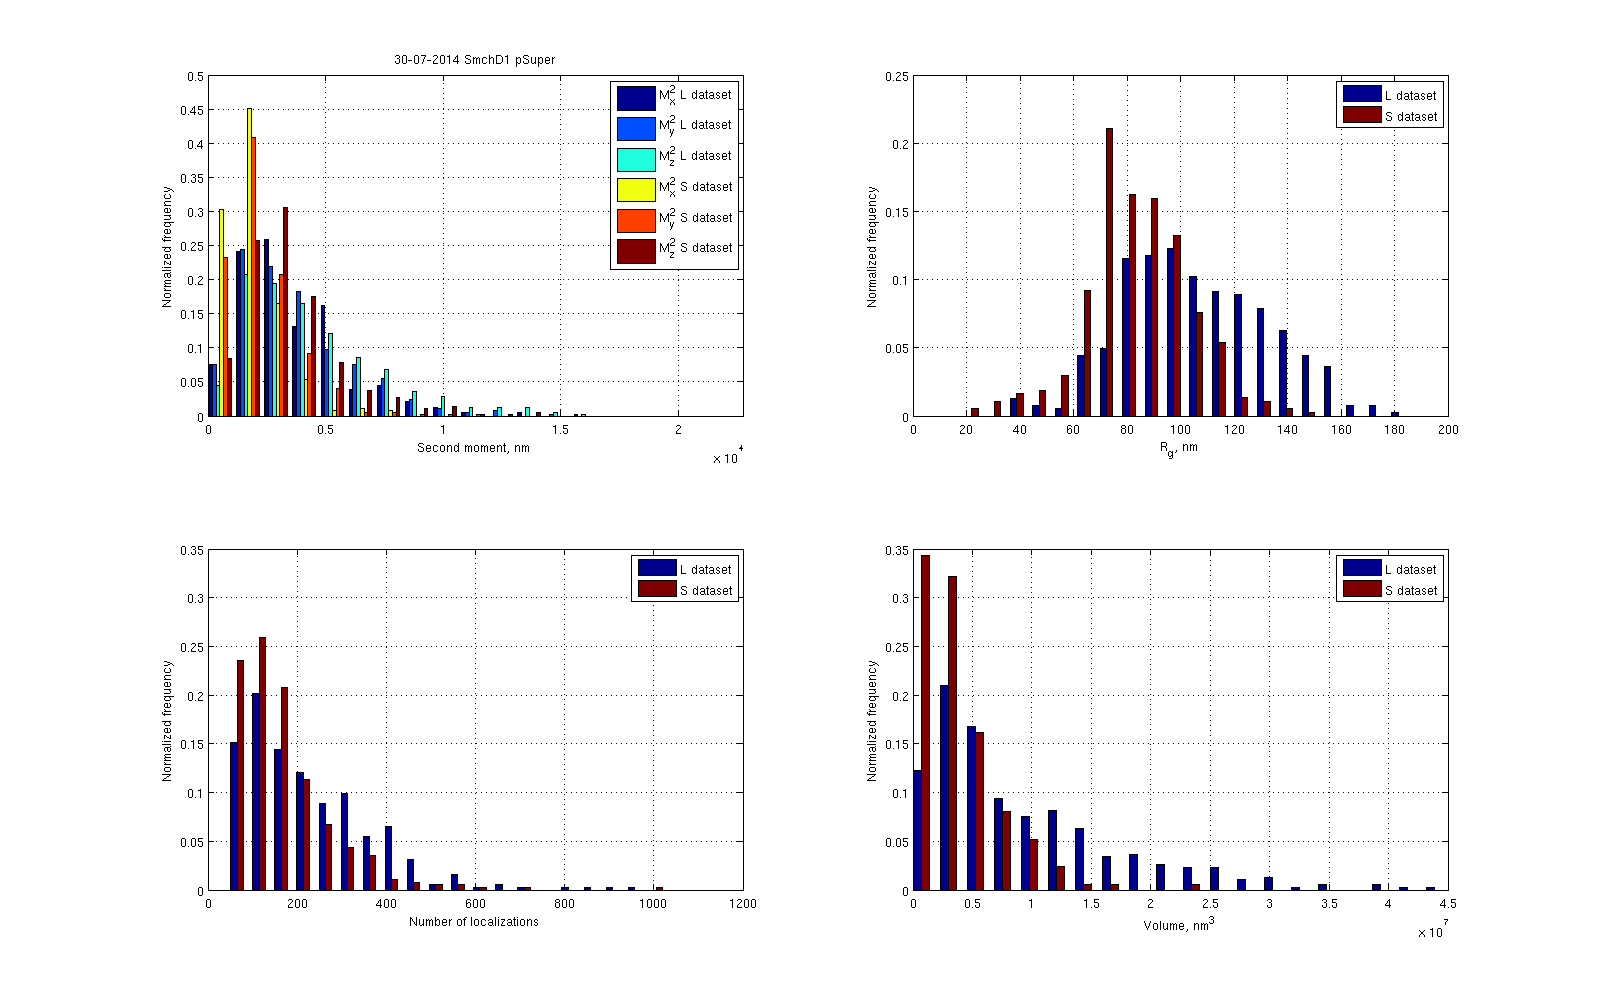 30-07-2014 SmchD1 pSuper
0.5
0.45
0.4
0.35
0.3
0.25
0.2
0.15
0.1
0.05
0
Normalized frequency
M²ₓ L dataset
M²y L dataset
M²z L dataset
M²ₓ S dataset
M²y S dataset
M²z S dataset
0 0.5 1 1.5 2
Second moment, nm
× 10⁴
0.25
0.2
0.15
0.1
0.05
0
Normalized frequency
L dataset
S dataset
0 20 40 60 80 100 120 140 160 180 200
Rg, nm
0.35
0.3
0.25
0.2
0.15
0.1
0.05
0
Normalized frequency
L dataset
S dataset
0 200 400 600 800 1000 1200
Number of localizations
0.35
0.3
0.25
0.2
0.15
0.1
0.05
0
Normalized frequency
L dataset
S dataset
0 0.5 1 1.5 2 2.5 3 3.5 4 4.5
Volume, nm³
× 10⁷